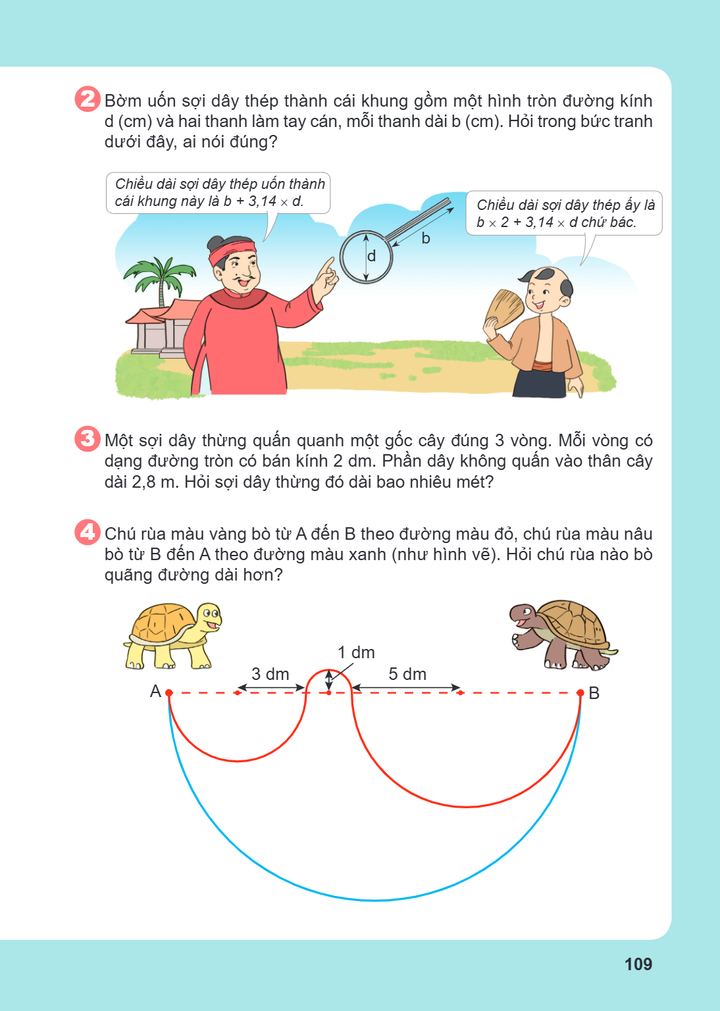 2 Bờm uốn sợi dây thép thành cái khung gồm một hình tròn đường kính
d (cm) và hai thanh làm tay cán, mỗi thanh dài b (cm). Hỏi trong bức tranh
dưới đây, ai nói đúng?
Chiều dài sợi dây thép uốn thành
cái khung này là b + 3,14 × d.
Chiều dài sợi dây thép ấy là
b × 2 + 3,14 × d chứ bác.
b
d
3 Một sợi dây thừng quấn quanh một gốc cây đúng 3 vòng. Mỗi vòng có
dạng đường tròn có bán kính 2 dm. Phần dây không quấn vào thân cây
dài 2,8 m. Hỏi sợi dây thừng đó dài bao nhiêu mét?
4 Chú rùa màu vàng bò từ A đến B theo đường màu đỏ, chú rùa màu nâu
bò từ B đến A theo đường màu xanh (như hình vẽ). Hỏi chú rùa nào bò
quãng đường dài hơn?
1 dm
3 dm
5 dm
A
B
109